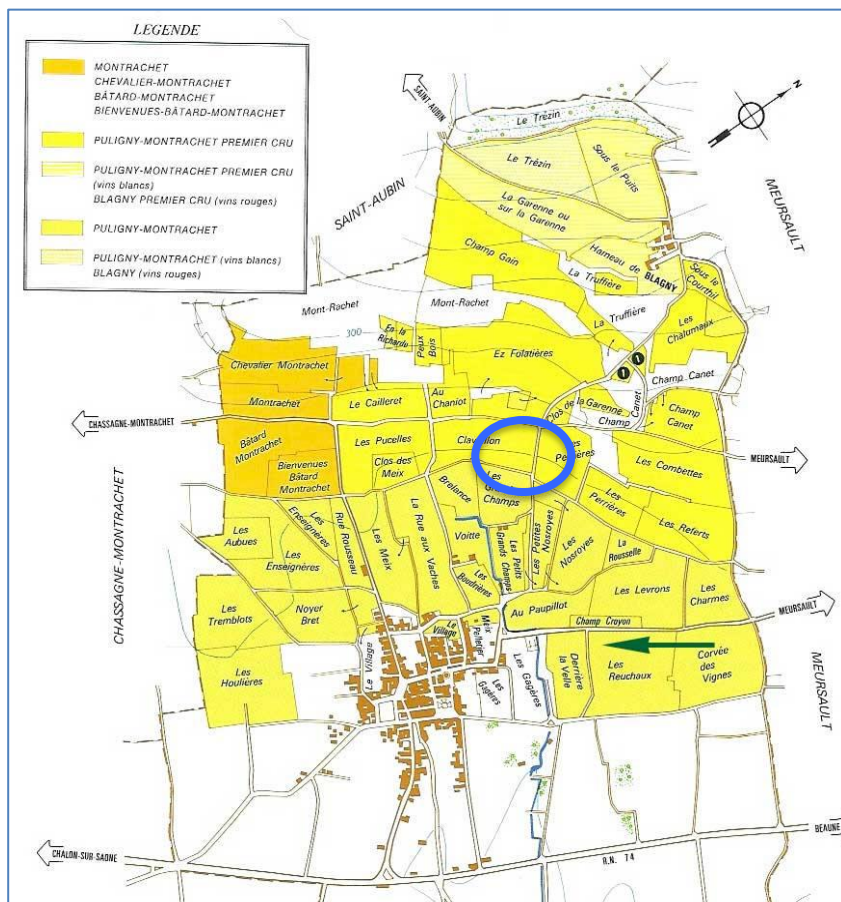 LEGENDE
MONTRACHET
CHEVALIER-MONTRACHET
BÂTARD-MONTRACHET
BIENVENUES-BÂTARD-MONTRACHET
PULIGNY-MONTRACHET PREMIER CRU
PULIGNY-MONTRACHET PREMIER CRU
(vins blancs)
BLAGNY PREMIER CRU (vins rouges)
PULIGNY-MONTRACHET
PULIGNY-MONTRACHET (vins blancs)
BLAGNY (vins rouges)
SAINT-AUBIN
N
Le Trézin
Le Trézin
Sous le Puits
MEURSAULT
SAINT-AUBIN
La Garenne ou
sur la Garenne
Hameau de BLAGNY
Champ Gain
La Truffière
Sous le
Courthil
Mont-Rachet
Mont-Rachet
La Truffière
Les
Chalumaux
300
En la
Richarde
Peux
Bois
Ez Folatières
1
1
Chevalier Montrachet
Champ Canet
Canet
Montrachet
Le Cailleret
Au
Chaniot
Clos de la Garenne
Champ
Champ
Canet
CHASSAGNE-MONTRACHET
Bâtard
Montrachet
Les Pucelles
Clos des
Meix
Les Combettes
MEURSAULT
Bienvenues
Bâtard
Montrachet
Les
Champs
Brelance
Les
Perrières
Les Referts
CHASSAGNE-MONTRACHET
Les
Aubues
Les
Enseignères
Rue Rousseau
Les Meix
La Rue aux Vaches
Voitte
Les Petits
Grands Champs
Les Petites
Nosroyes
Les
Nosroyes
La
Rousselle
Les
Enseignères
Les Boudrières
Les Levrons
Les
Charmes
Les
Tremblots
Noyer
Bret
Au Paupillot
MEURSAULT
Le
Village
Meix
Pelletier
Champ Croyon
Le Village
Les
Houlières
Les
Gagères
Les Gagères
Derrière
la Velle
Les
Reuchaux
Corvée
des
Vignes
MEURSAULT
BEAUNE
CHALON-SUR-SAONE
R.N. 74